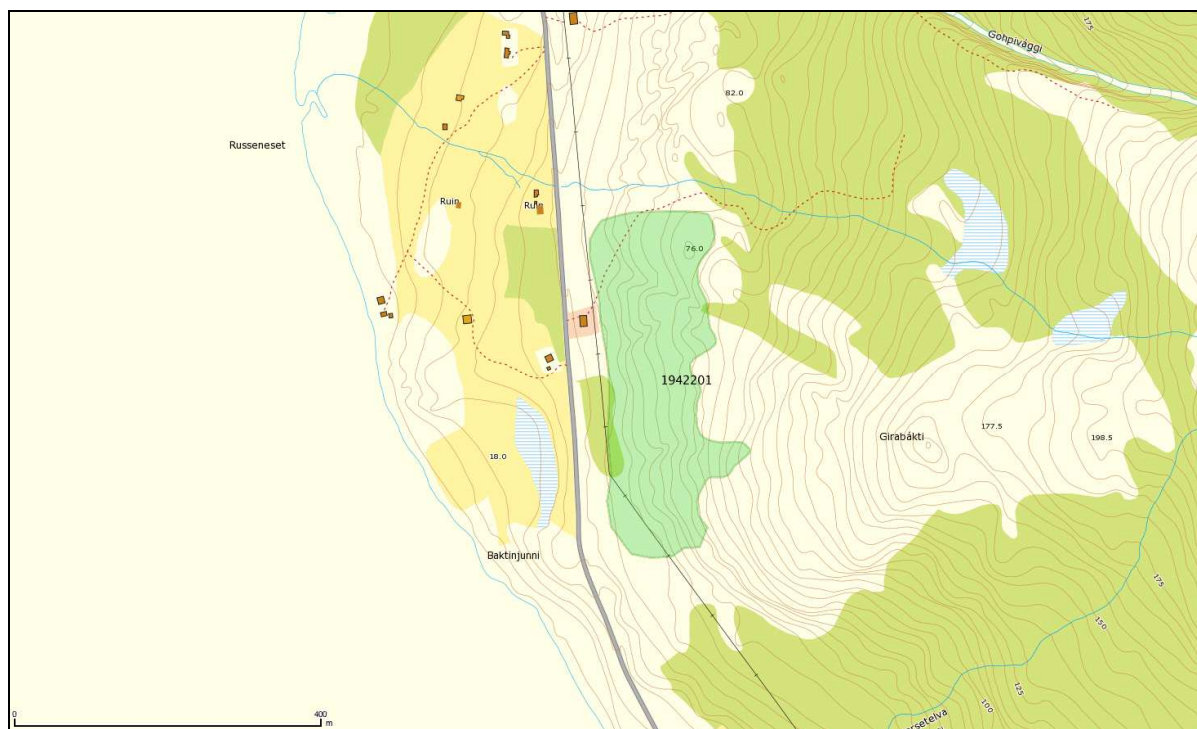 175
Gohpivággi
82.0
Russeneset
Ruin
Ruin
76.0
1942201
177.5
Girabákti
198.5
18.0
Baktinjunni
175
150
125
100
0
400
m